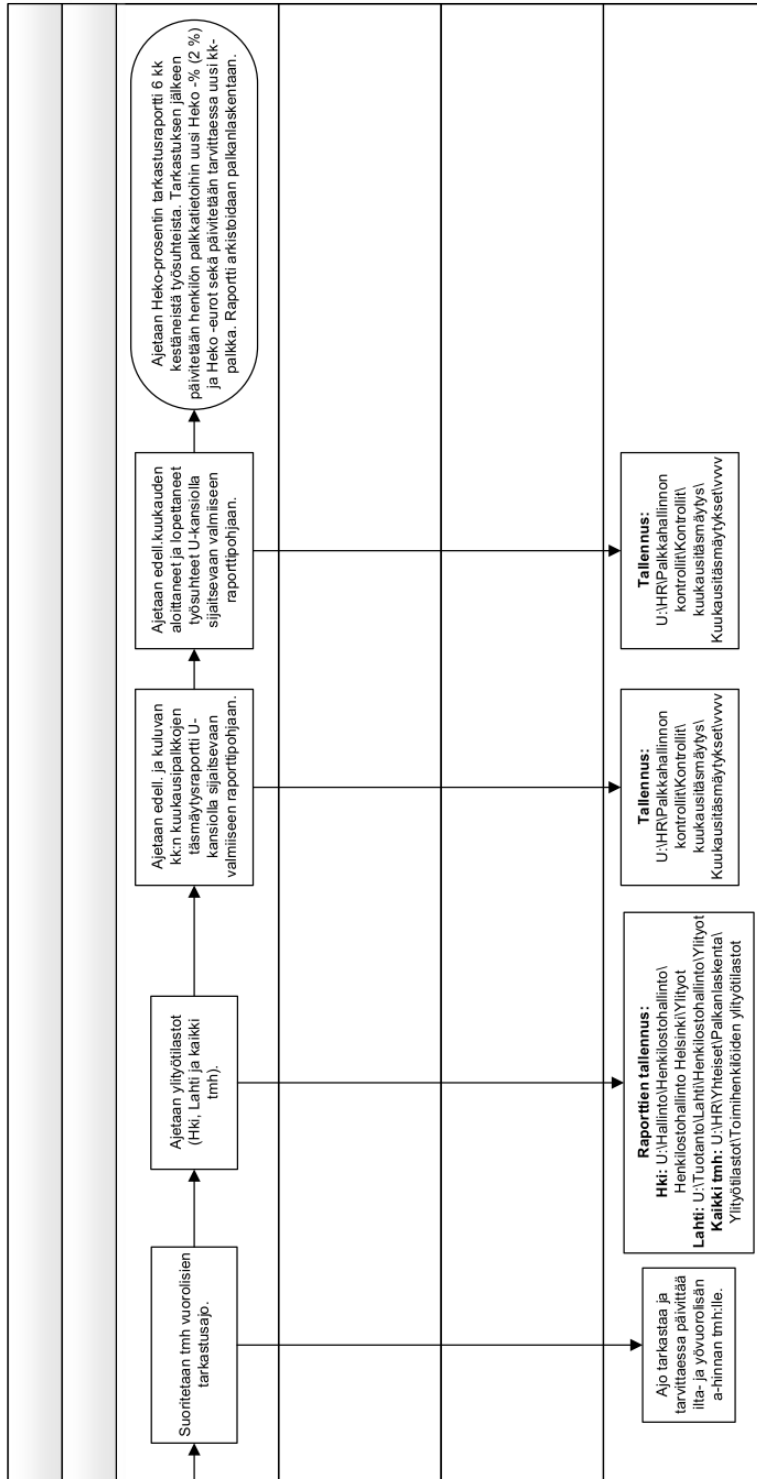 Suoritetaan tmh vuorolisien
tarkastusajo.
Ajetaan ylityötilastot
(Hki, Lahti ja kaikki
tmh).
Ajetaan edell. ja kuluvan
kk:n kuukausipalkkojen
täsmäytysraportti U-
kansiolla sijaitsevaan
valmiiseen raporttipohjaan.
Ajetaan edell.kuukauden
aloittaneet ja lopettaneet
työsuhteet U-kansiolla
sijaitsevaan valmiiseen
raporttipohjaan.
Ajetaan Heko-prosentin tarkastusraportti 6 kk
kestäneistä työsuhteista. Tarkastuksen jälkeen
päivitetään henkilön palkkatietoihin uusi Heko -% (2 %)
ja Heko -eurot sekä päivitetään tarvittaessa uusi kk-
palkka. Raportti arkistoidaan palkanlaskentaan.
Ajo tarkastaa ja
tarvittaessa päivittää
ilta- ja yövuorolisän
a-hinnan tmh:lle.
Raporttien tallennus:
Hki: U:\Hallinto\Henkilostohallinto\
Henkilostohallinto Helsinki\Ylityot
Lahti: U:\Tuotanto\Lahti\Henkilostohallinto\Ylityot
Kaikki tmh: U:\HR\Yhteiset\Palkanlaskenta\
Ylityötilastot\Toimihenkilöiden ylityötilastot
Tallennus:
U:\HR\Palkkahallinnon
kontrollit\Kontrollit\
kuukausitäsmäytys\
Kuukausitäsmäytykset\vvvv
Tallennus:
U:\HR\Palkkahallinnon
kontrollit\Kontrollit\
kuukausitäsmäytys\
Kuukausitäsmäytykset\vvvv